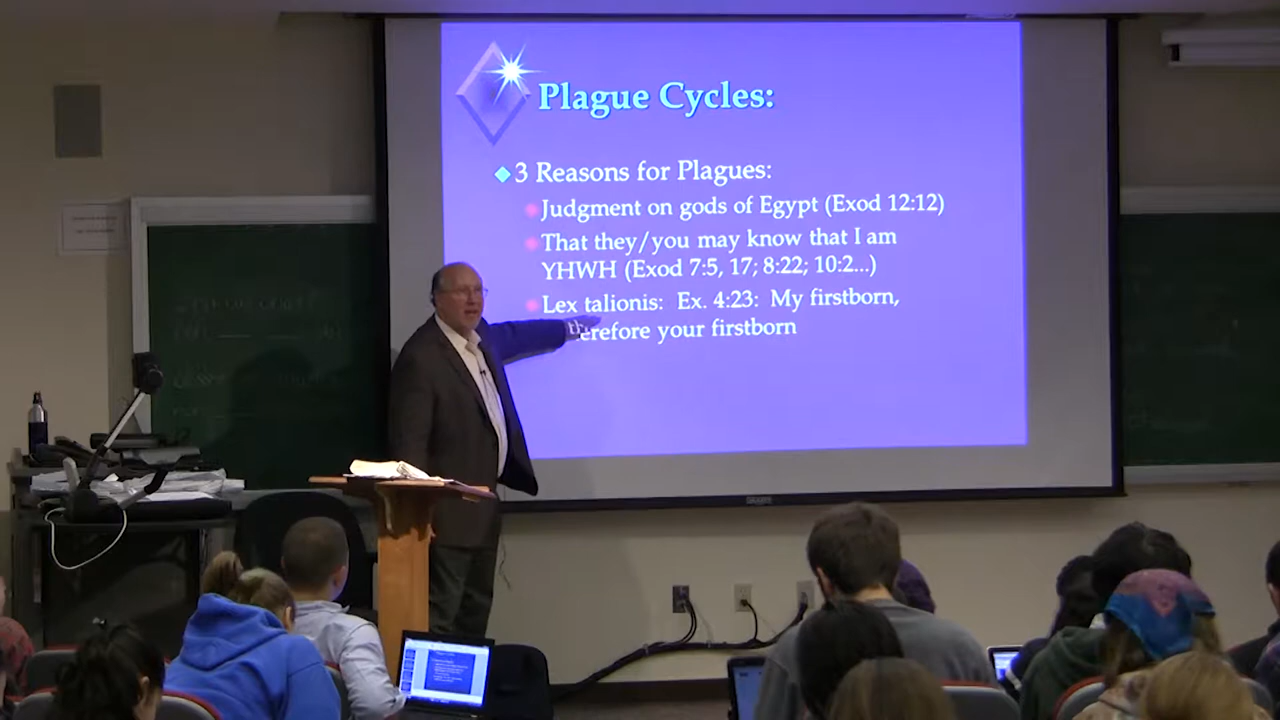 Plague Cycles:
3 Reasons for Plagues:
Judgment on gods of Egypt (Exod 12:12)
That they/you may know that I am
YHWH (Exod 7:5, 17; 8:22; 10:2...)
Lex talionis: Ex. 4:23: My firstborn,
therefore your firstborn